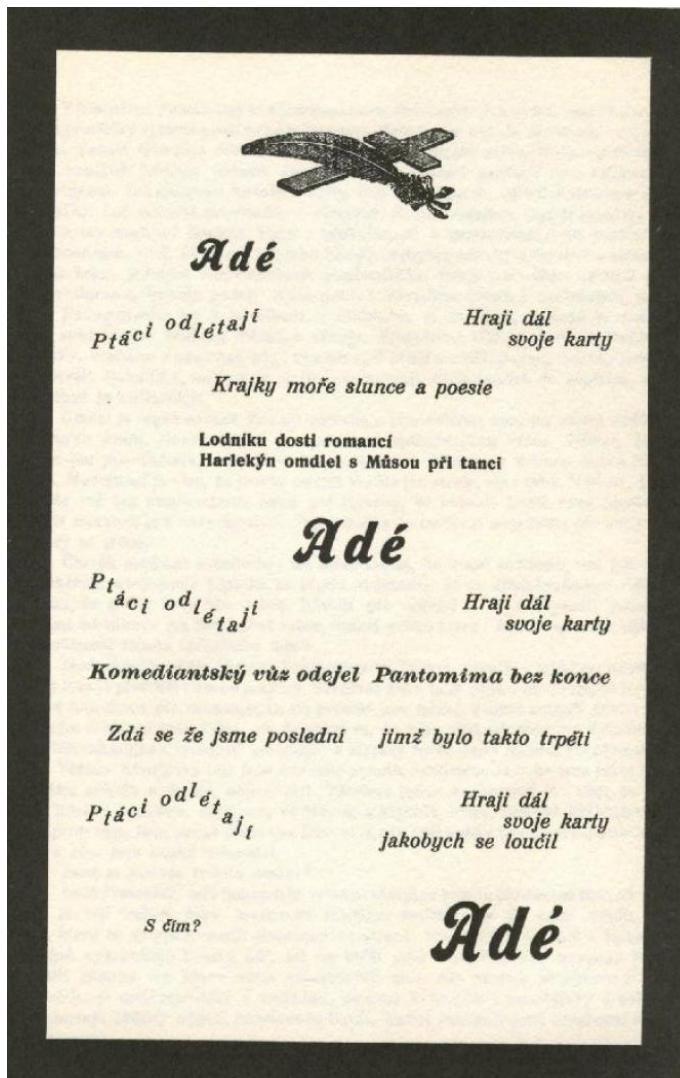 Adé
Ptáci odlétají
Hraji dál
svoje karty
Krajky moře slunce a poesie
Lodníku dosti romancí
Harlekýn omdlel s Můsou při tanci
Adé
Ptáci odlétají
Hraji dál
svoje karty
Komediantský vůz odejel Pantomima bez konce
Zdá se že jsme poslední jimž bylo takto trpěti
Ptáci odlétají
Hraji dál
svoje karty
jakobych se loučil
S čím?
Adé